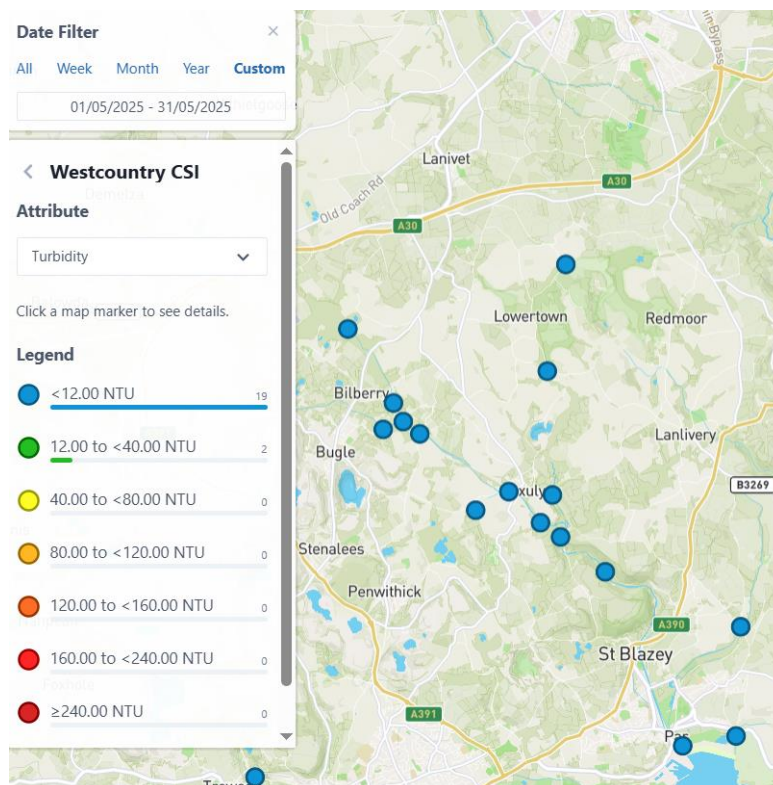 Date Filter
All Week Month Year Custom
01/05/2025 - 31/05/2025
Westcountry CSI
Attribute
Turbidity
Click a map marker to see details.
Legend
<12.00 NTU 19
12.00 to <40.00 NTU 2
40.00 to <80.00 NTU 0
80.00 to <120.00 NTU 0
120.00 to <160.00 NTU 0
160.00 to <240.00 NTU 0
≥240.00 NTU 0
Lanivet
A30
Old Coach Rd
A30
Lowertown
Redmoor
Bilberry
Lanlivery
Bugle
B3269
Stenalees
Penwithick
A390
St Blazey
A391
Par